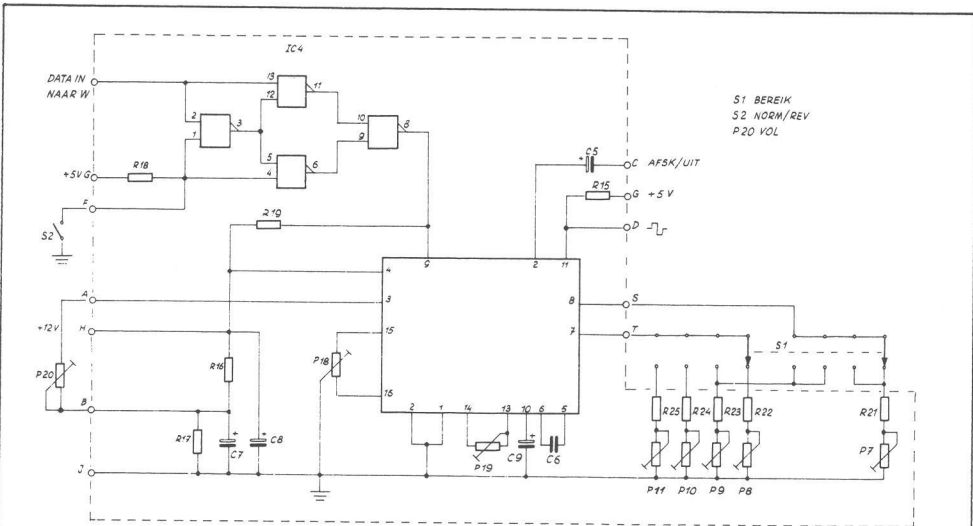 IC4
DATA IN
NAAR W
13
12
11
2
1
3
10
9
8
5
4
6
+5V G
R18
F
S2
R19
S1 BEREIK
S2 NORM/REV
P20 VOL
+ C5
C AFSK/UIT
R15
G +5 V
D
9
2
11
4
A
3
8
S
+12V
H
15
7
T
P18
S1
P20
R16
16
B
R17
2
1
14
13
10
6
5
R25
R24
R23
R22
R21
+
C7
C8
P19
+
C9
C6
P7
J
P11
P10
P9
P8